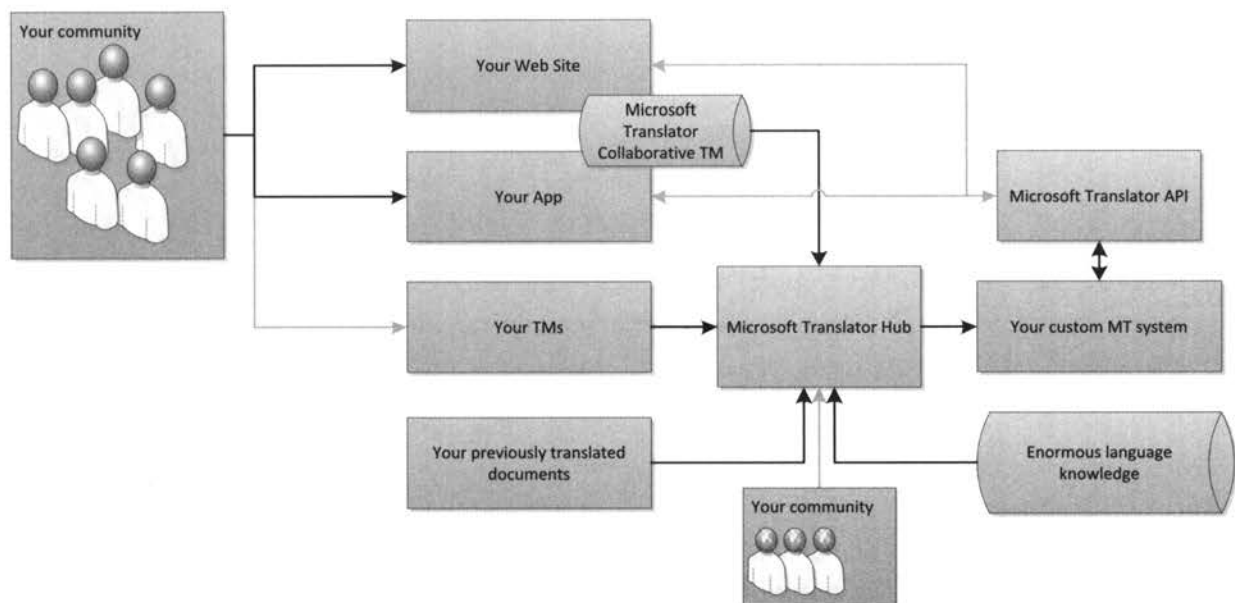 Your community
Your Web Site
Microsoft
Translator
Collaborative TM
Your App
Microsoft Translator API
Your TMs
Microsoft Translator Hub
Your custom MT system
Your previously translated
documents
Enormous language
knowledge
Your community